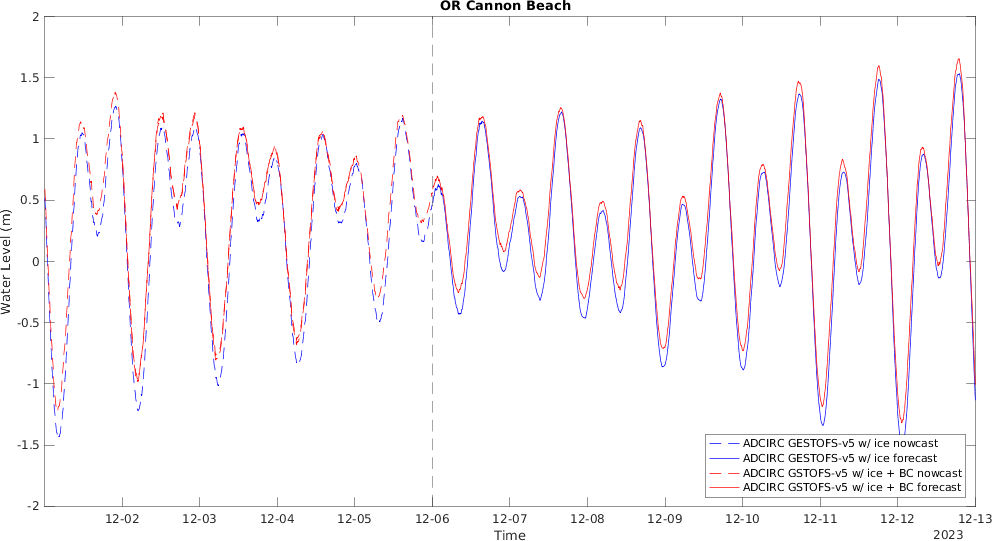 OR Cannon Beach
2
1.5
1
0.5
0
-0.5
-1
-1.5
-2
Water Level (m)
12-02 12-03 12-04 12-05 12-06 12-07 12-08 12-09 12-10 12-11 12-12 12-13
Time
2023
ADCIRC GESTOFS-v5 w/ ice nowcast
ADCIRC GESTOFS-v5 w/ ice forecast
ADCIRC GSTOFS-v5 w/ ice + BC nowcast
ADCIRC GSTOFS-v5 w/ ice + BC forecast